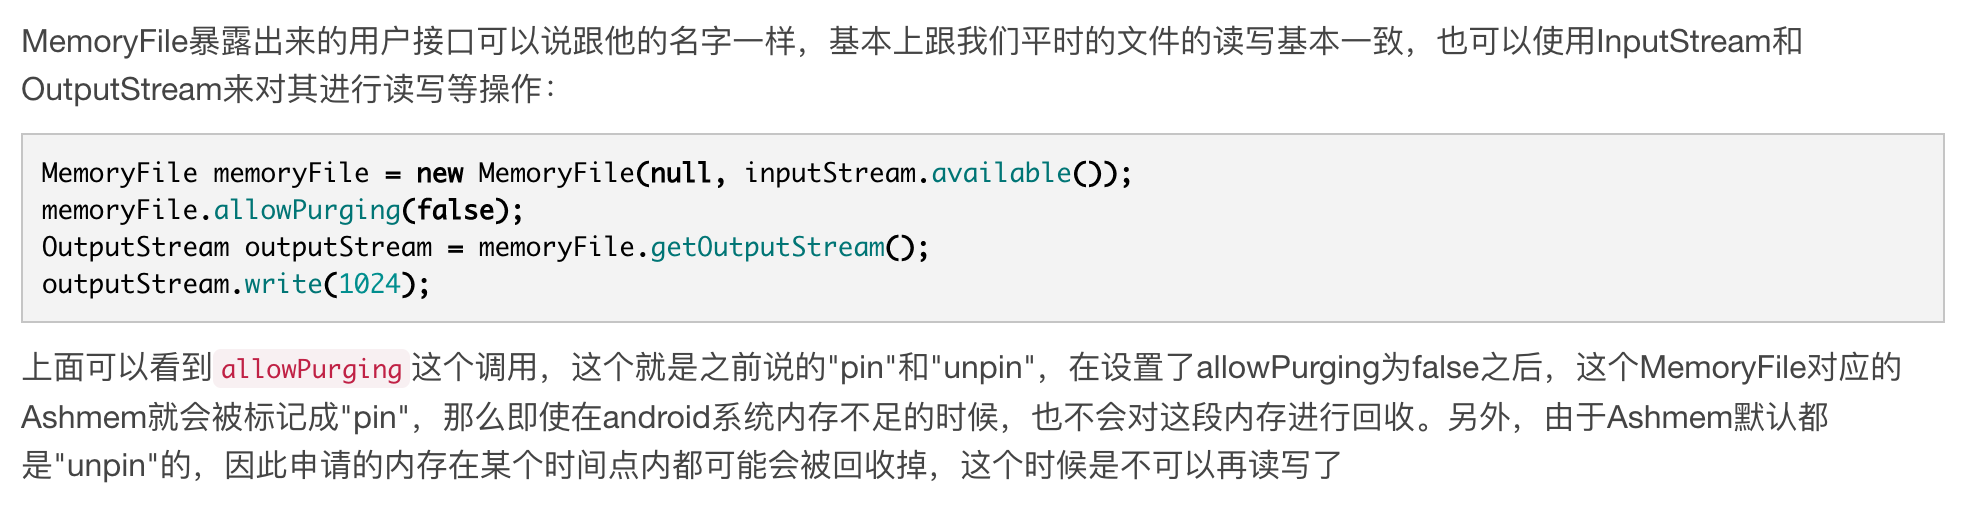 MemoryFile暴露出来的用户接口可以说跟他的名字一样，基本上跟我们平时的文件的读写基本一致，也可以使用InputStream和
OutputStream来对其进行读写等操作：
MemoryFile memoryFile = new MemoryFile(null, inputStream.available());
memoryFile.allowPurging(false);
OutputStream outputStream = memoryFile.getOutputStream();
outputStream.write(1024);
上面可以看到allowPurging这个调用，这个就是之前说的"pin"和"unpin"，在设置了allowPurging为false之后，这个MemoryFile对应的
Ashmem就会被标记成"pin"，那么即使在android系统内存不足的时候，也不会对这段内存进行回收。另外，由于Ashmem默认都
是"unpin"的，因此申请的内存在某个时间点内都可能会被回收掉，这个时候是不可以再读写了